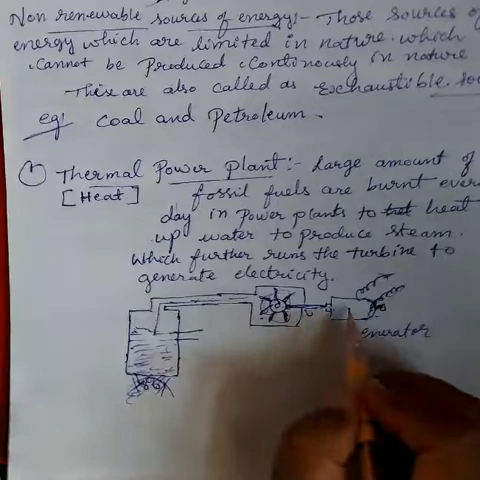 Non renewable sources of energy:- Those sources of
energy which are limited in nature. which
cannot be produced continously in nature
These are also called as exchaustible
eg: Coal and Petroleum.
① Thermal Power Plant:- Large amount of
[Heat] fossil fuels are burnt every
day in power plants to heat
up water to produce steam.
which further runs the turbine to
generate electricity.
enerator